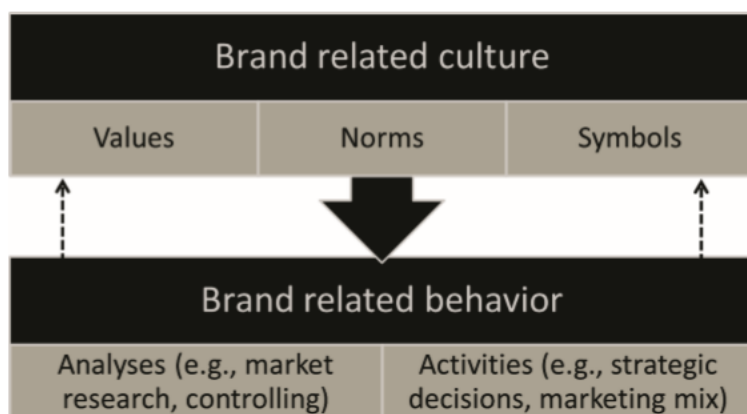 Brand related culture
Values
Norms
Symbols
Brand related behavior
Analyses (e.g., market
research, controlling)
Activities (e.g., strategic
decisions, marketing mix)